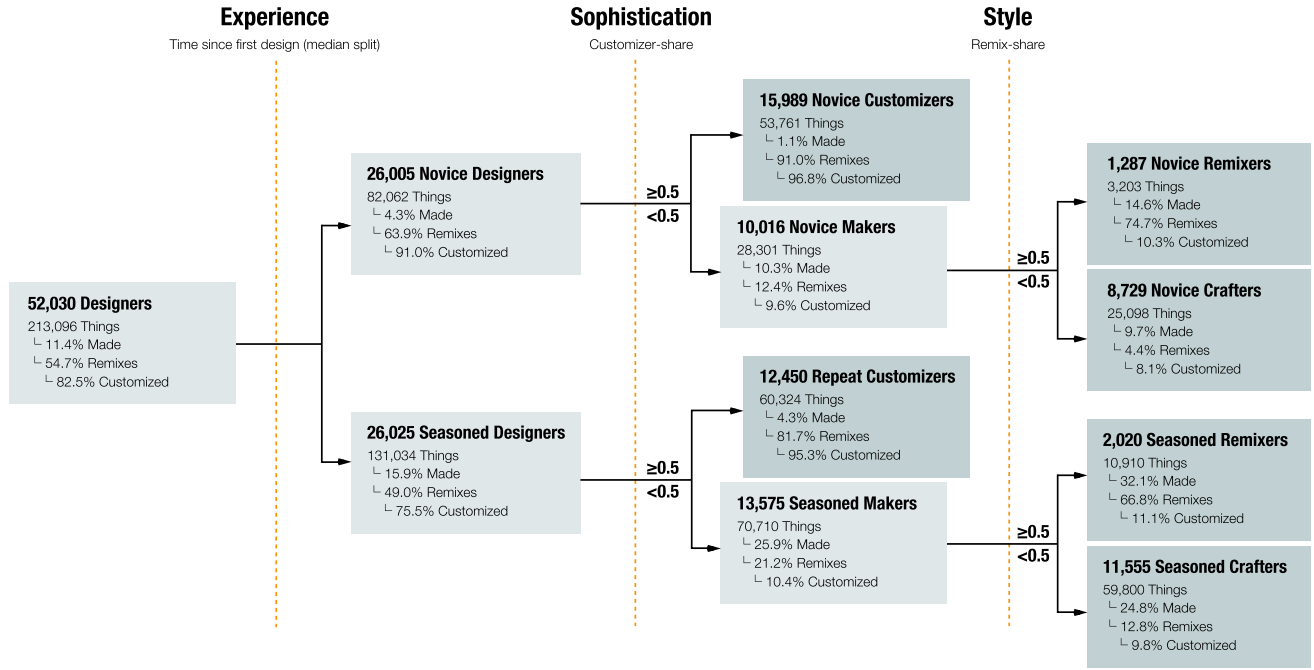 Experience
Time since first design (median split)
Sophistication
Customizer-share
Style
Remix-share
52,030 Designers
213,096 Things
11.4% Made
54.7% Remixes
82.5% Customized
26,005 Novice Designers
82,062 Things
4.3% Made
63.9% Remixes
91.0% Customized
26,025 Seasoned Designers
131,034 Things
15.9% Made
49.0% Remixes
75.5% Customized
≥0.5
<0.5
15,989 Novice Customizers
53,761 Things
1.1% Made
91.0% Remixes
96.8% Customized
10,016 Novice Makers
28,301 Things
10.3% Made
12.4% Remixes
9.6% Customized
≥0.5
<0.5
12,450 Repeat Customizers
60,324 Things
4.3% Made
81.7% Remixes
95.3% Customized
13,575 Seasoned Makers
70,710 Things
25.9% Made
21.2% Remixes
10.4% Customized
≥0.5
<0.5
1,287 Novice Remixers
3,203 Things
14.6% Made
74.7% Remixes
10.3% Customized
8,729 Novice Crafters
25,098 Things
9.7% Made
4.4% Remixes
8.1% Customized
≥0.5
<0.5
2,020 Seasoned Remixers
10,910 Things
32.1% Made
66.8% Remixes
11.1% Customized
11,555 Seasoned Crafters
59,800 Things
24.8% Made
12.8% Remixes
9.8% Customized